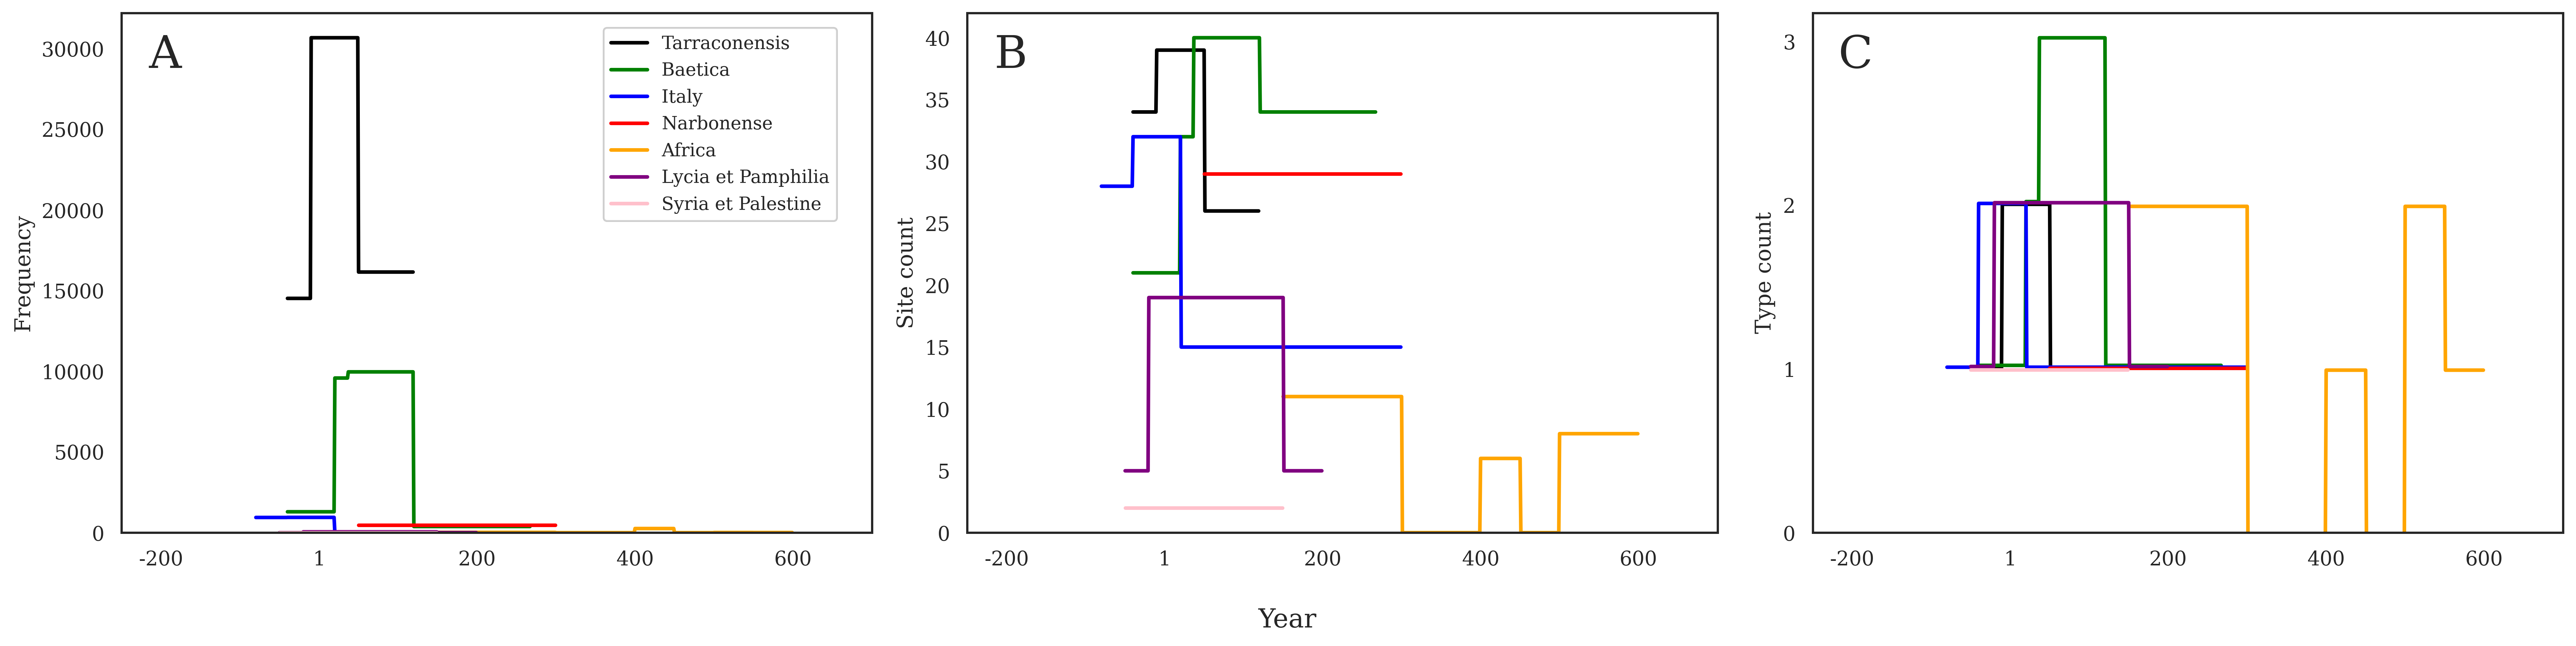 A
Frequency
30000
25000
20000
15000
10000
5000
0
-200 1 200 400 600
Tarraconensis
Baetica
Italy
Narbonense
Africa
Lycia et Pamphilia
Syria et Palestine
B
Site count
40
35
30
25
20
15
10
5
0
-200 1 200 400 600
Year
C
Type count
3
2
1
0
-200 1 200 400 600